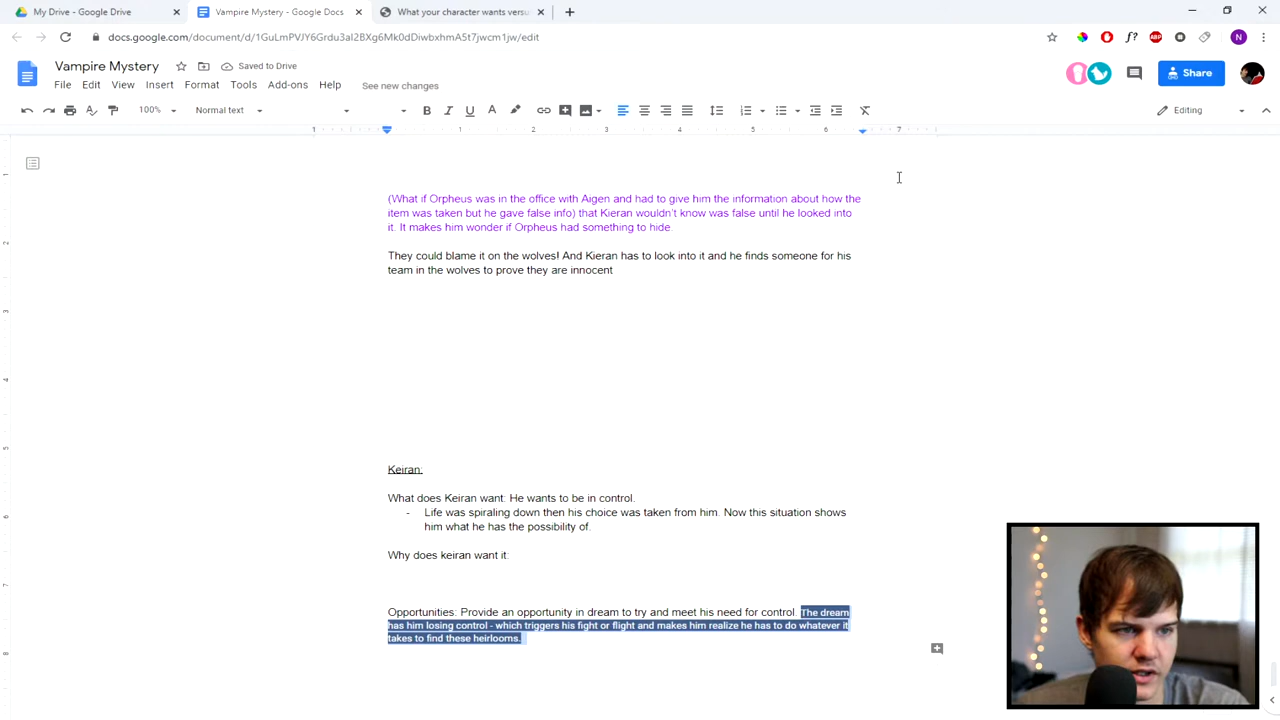 My Drive - Google Drive
Vampire Mystery - Google Docs
What your character wants versu
docs.google.com/document/d/1GuLmPVJY6Grdu3al2BXg6Mk0dDiwbxhmA5t7jwcm1jw/edit
Vampire Mystery
Saved to Drive
File Edit View Insert Format Tools Add-ons Help See new changes
Share
100% Normal text
Editing
1 1 2 3 4 5 6 7
(What if Orpheus was in the office with Aigen and had to give him the information about how the
item was taken but he gave false info) that Kieran wouldn't know was false until he looked into
it. It makes him wonder if Orpheus had something to hide.
They could blame it on the wolves! And Kieran has to look into it and he finds someone for his
team in the wolves to prove they are innocent
Keiran:
What does Keiran want: He wants to be in control.
- Life was spiraling down then his choice was taken from him. Now this situation shows
him what he has the possibility of.
Why does keiran want it:
Opportunities: Provide an opportunity in dream to try and meet his need for control. The dream
has him losing control - which triggers his fight or flight and makes him realize he has to do whatever it
takes to find these heirlooms.